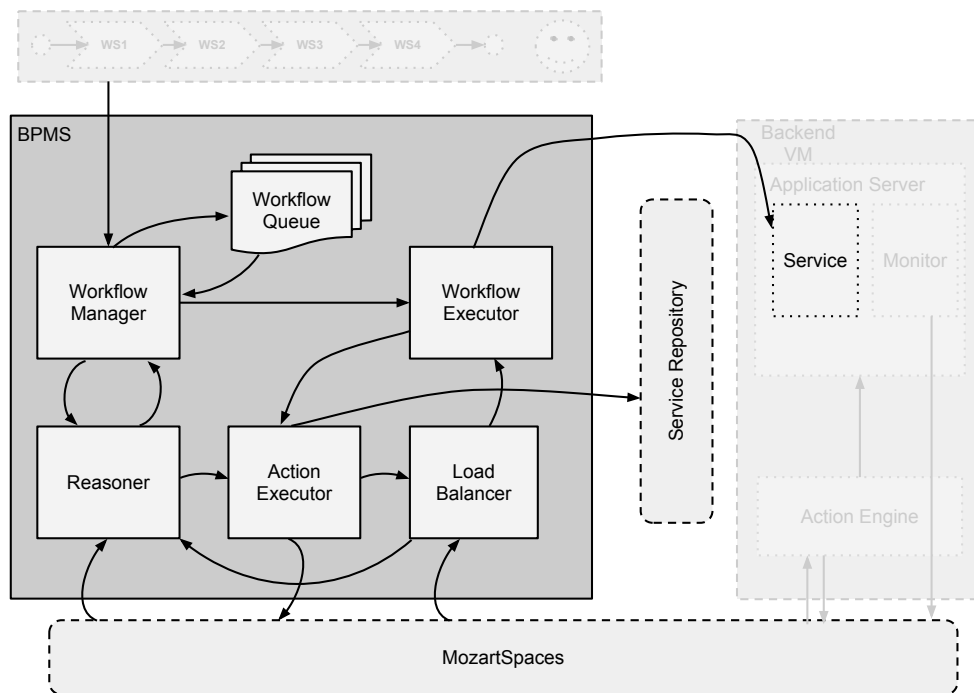 WS1 WS2 WS3 WS4
BPMS
Workflow
Queue
Workflow
Manager
Workflow
Executor
Reasoner
Action
Executor
Load
Balancer
Service Repository
Backend
VM
Application Server
Service
Monitor
Action Engine
MozartSpaces